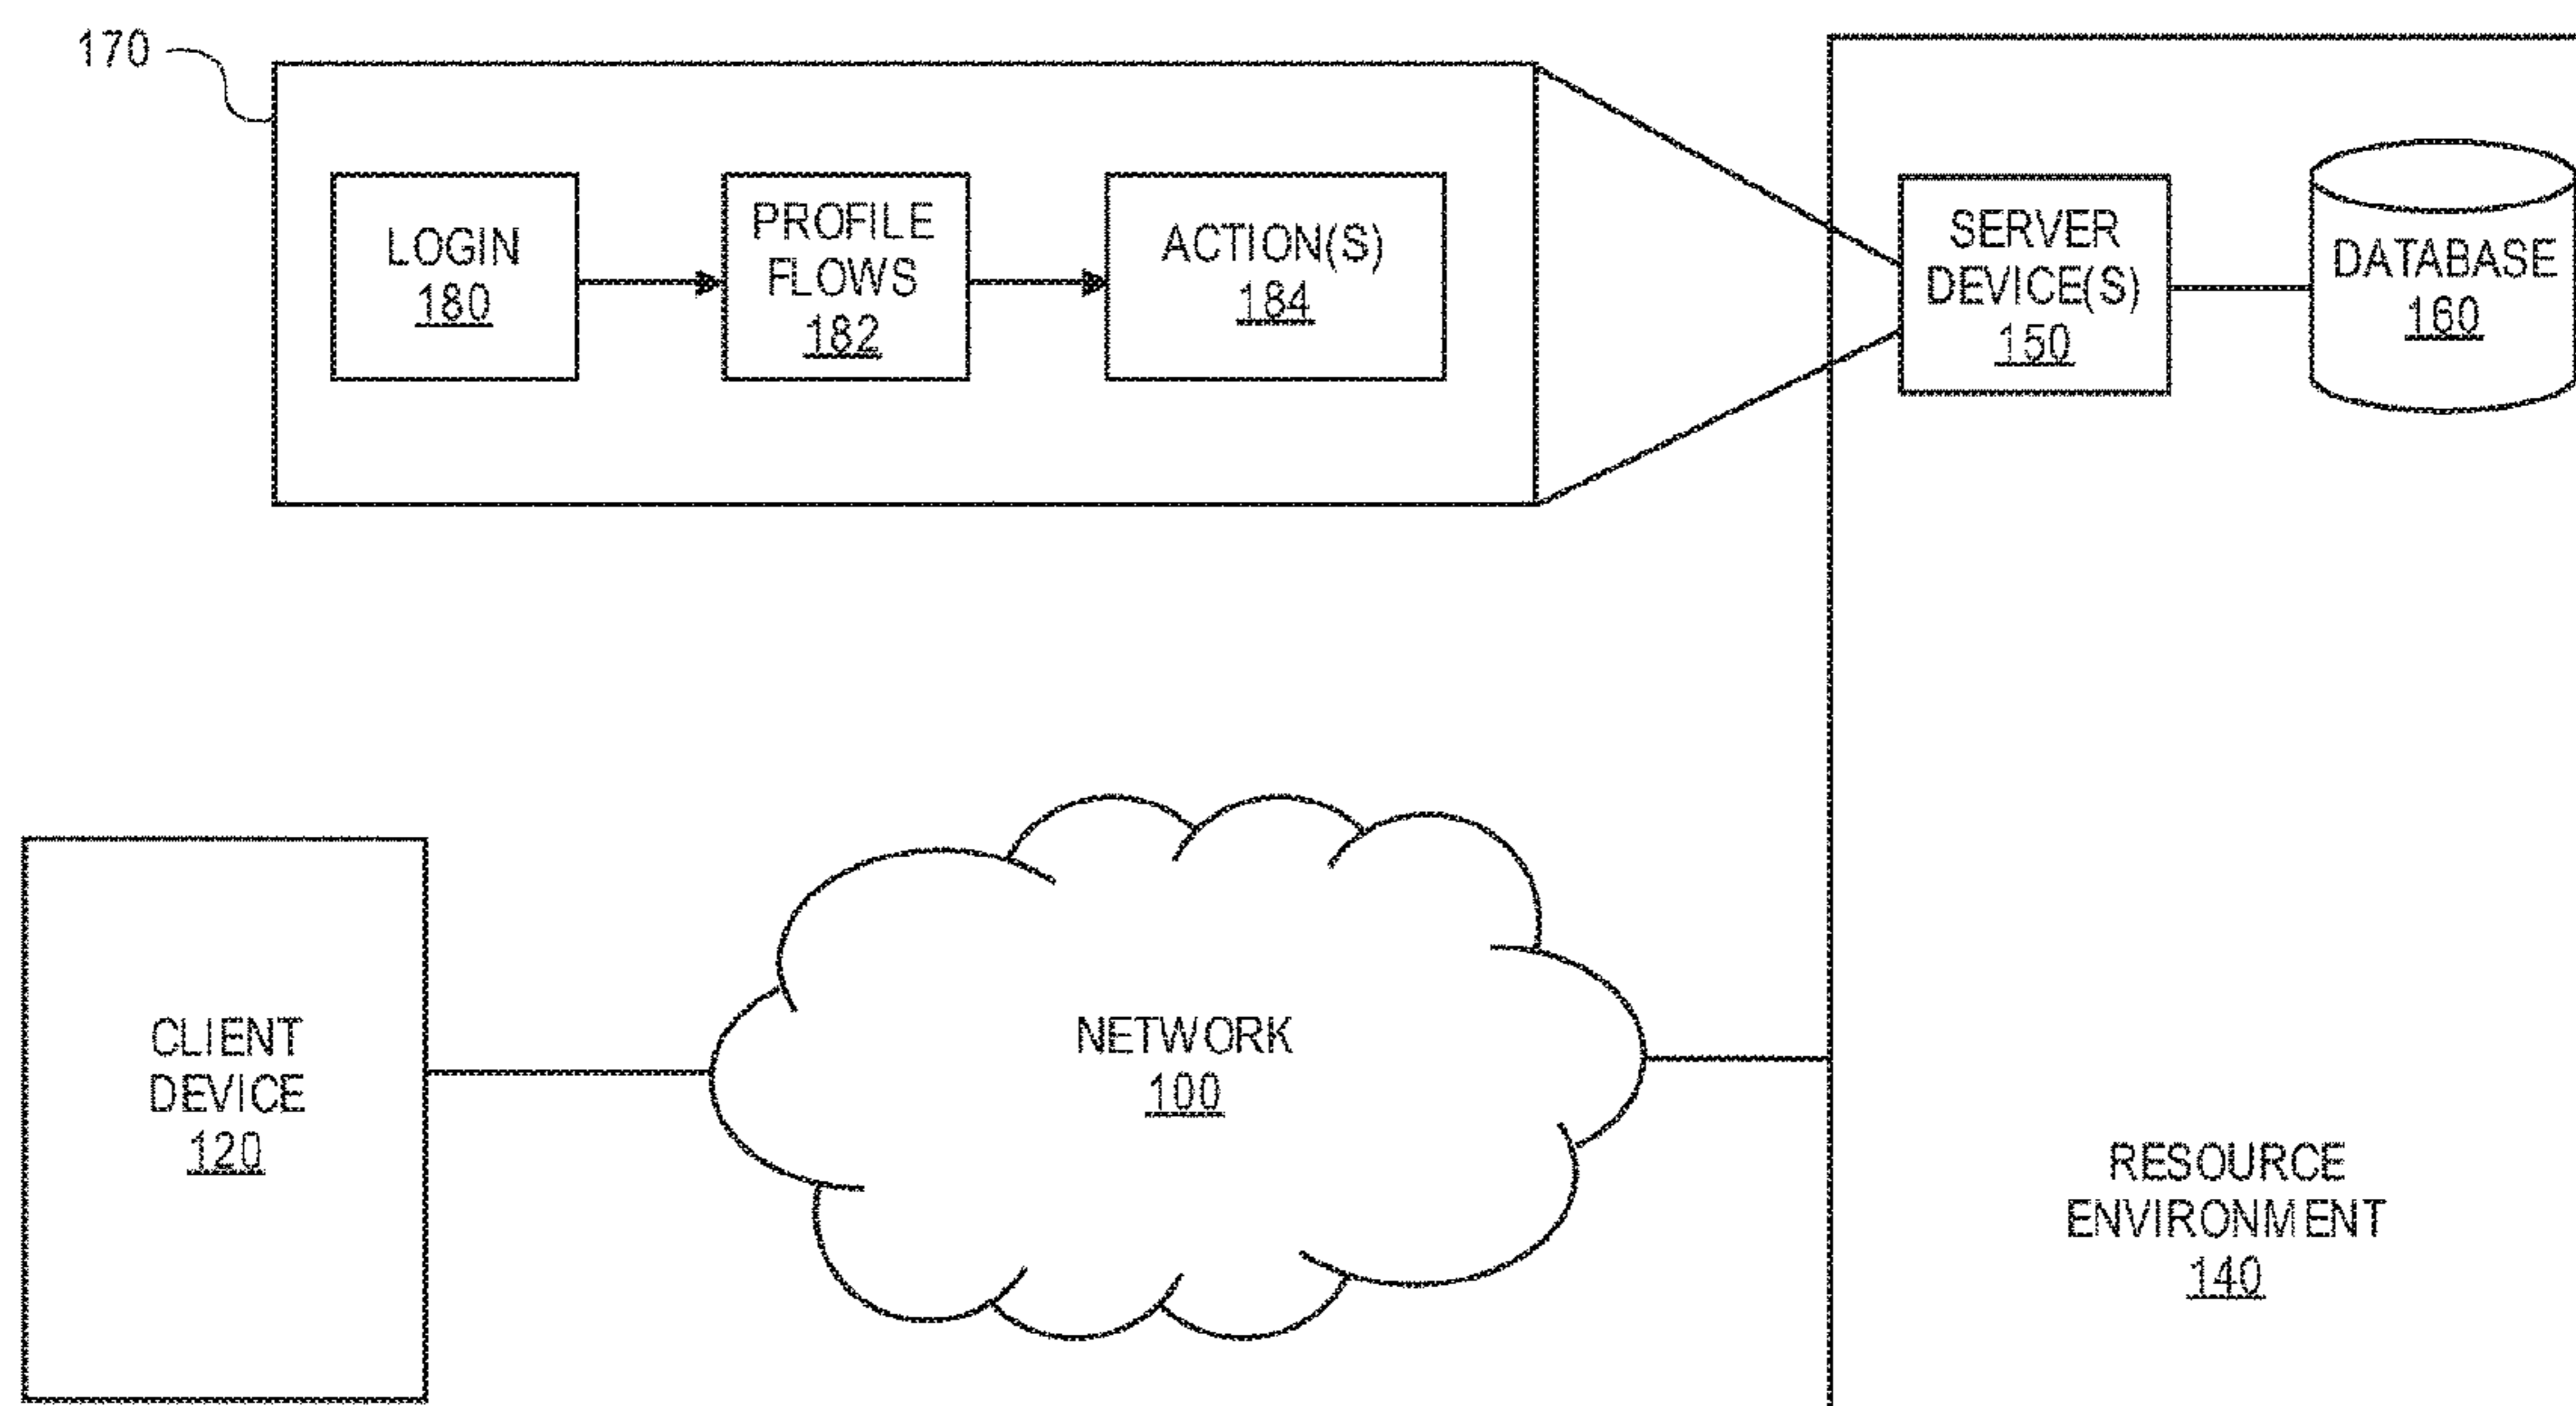 170
LOGIN
180
PROFILE
FLOWS
182
ACTION(S)
184
SERVER
DEVICE(S)
150
DATABASE
160
CLIENT
DEVICE
120
NETWORK
100
RESOURCE
ENVIRONMENT
140